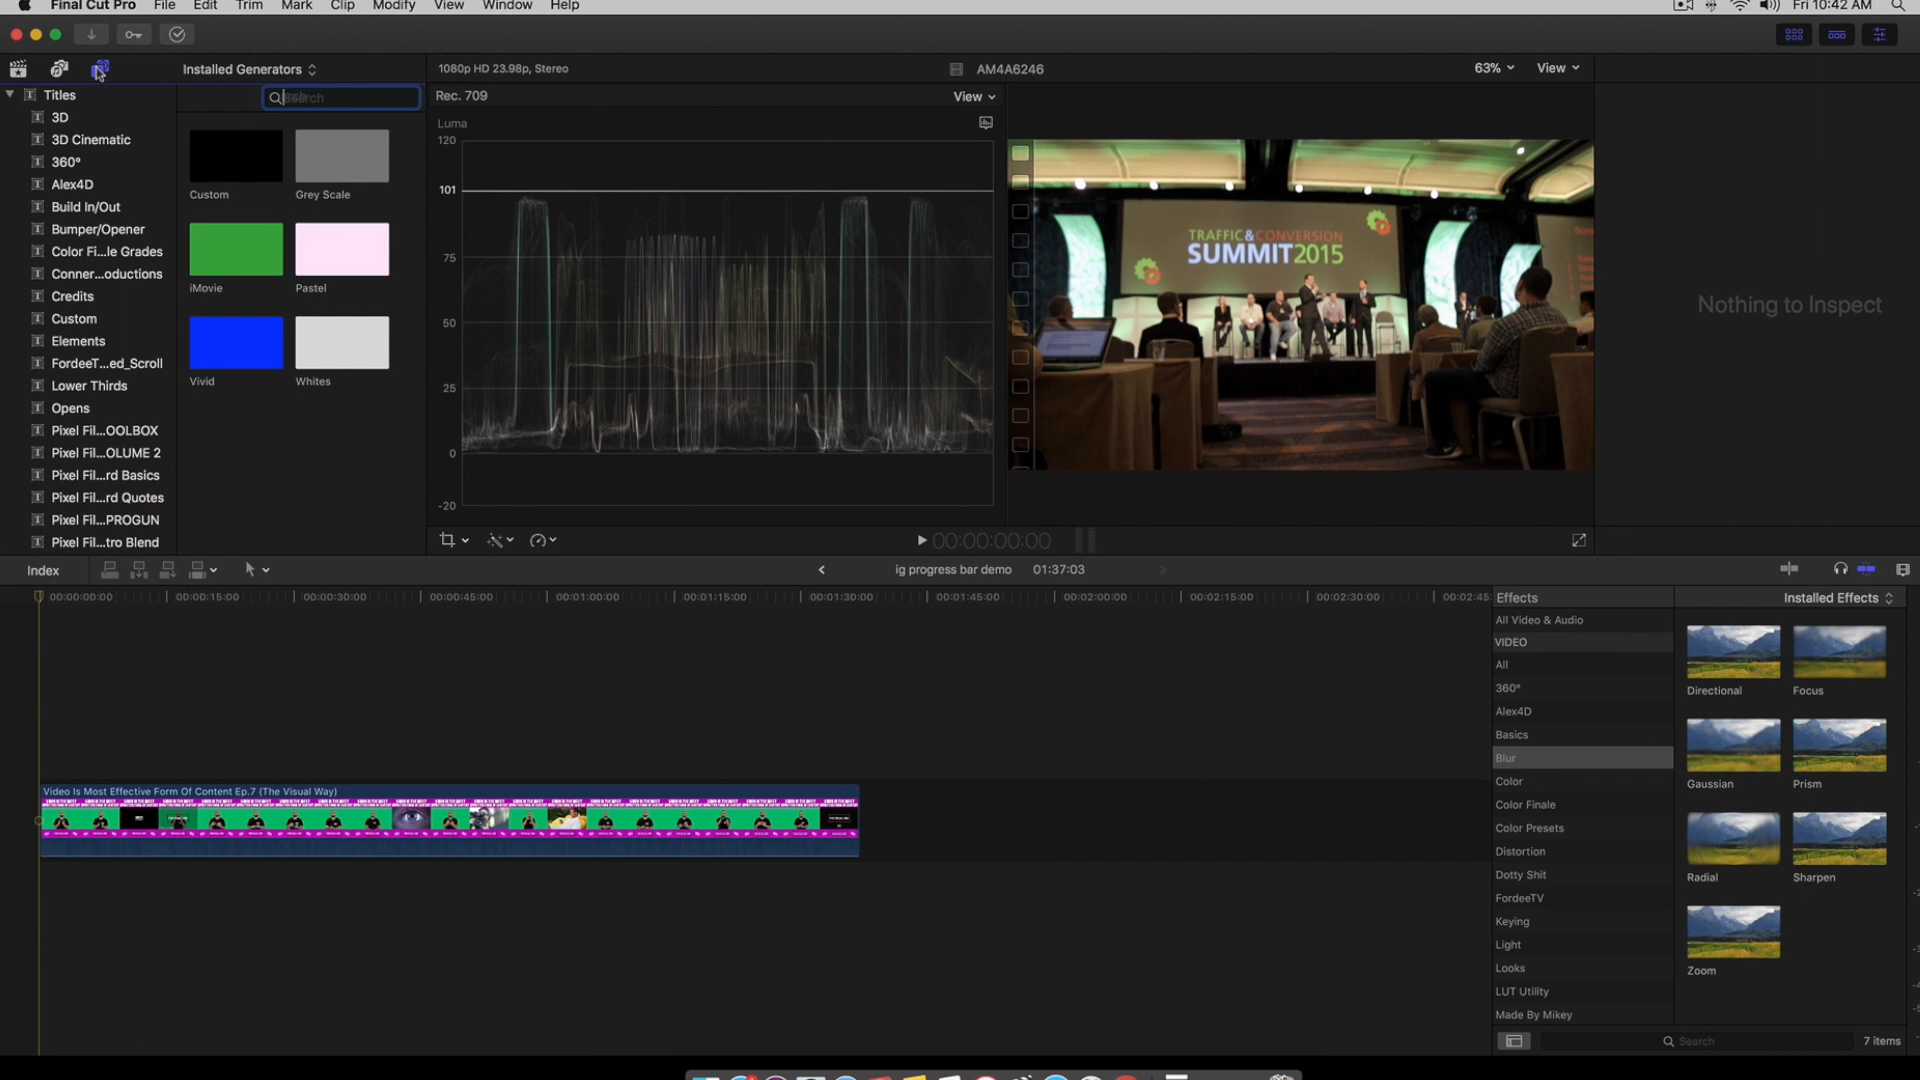 Final Cut Pro File Edit Trim Mark Clip Modify View Window Help Fri 10:42 AM
Installed Generators
1080p HD 23.98p, Stereo
AM4A6246
63%
View
Titles
3D
3D Cinematic
360°
Alex4D
Build In/Out
Bumper/Opener
Color Fi...le Grades
Conner...oductions
Credits
Custom
Elements
FordeeT...ed_Scroll
Lower Thirds
Opens
Pixel Fil...OOLBOX
Pixel Fil...OLUME 2
Pixel Fil...rd Basics
Pixel Fil...rd Quotes
Pixel Fil...PROGUN
Pixel Fil...tro Blend
Search
Custom
Grey Scale
iMovie
Pastel
Vivid
Whites
Rec. 709
View
Luma
120
101
75
50
25
0
-20
TRAFFIC&CONVERSION
SUMMIT2015
Nothing to Inspect
00:00:00:00
Index
ig progress bar demo
01:37:03
00:00:00:00
00:00:15:00
00:00:30:00
00:00:45:00
00:01:00:00
00:01:15:00
00:01:30:00
00:01:45:00
00:02:00:00
00:02:15:00
00:02:30:00
00:02:45
Video Is Most Effective Form Of Content Ep.7 (The Visual Way)
Effects
All Video & Audio
VIDEO
All
360°
Alex4D
Basics
Blur
Color
Color Finale
Color Presets
Distortion
Dotty Shit
FordeeTV
Keying
Light
Looks
LUT Utility
Made By Mikey
Installed Effects
Directional
Focus
Gaussian
Prism
Radial
Sharpen
Zoom
Search
7 items